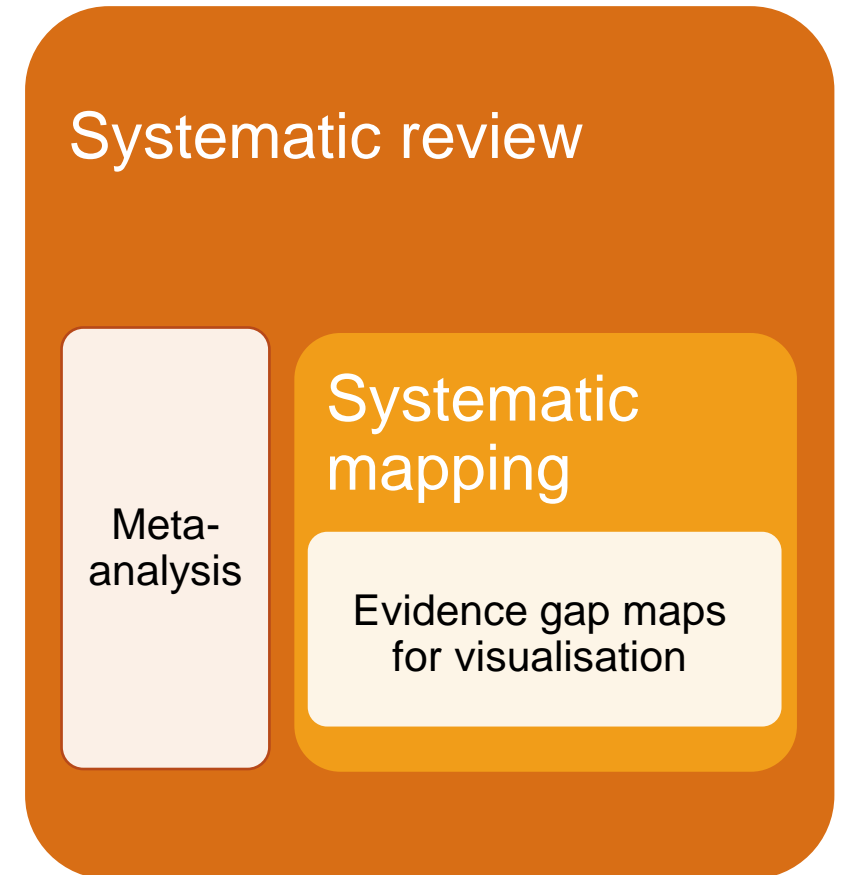 Systematic review
Meta-
analysis
Systematic
mapping
Evidence gap maps
for visualisation